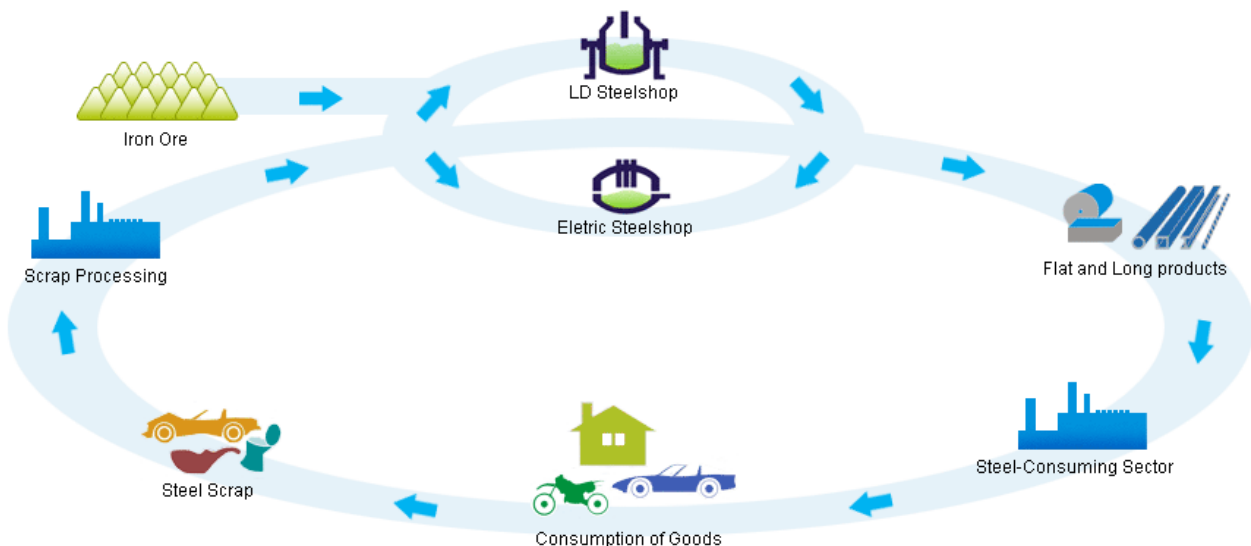 LD Steelshop
Iron Ore
Eletric Steelshop
Scrap Processing
Flat and Long products
Steel-Consuming Sector
Steel Scrap
Consumption of Goods